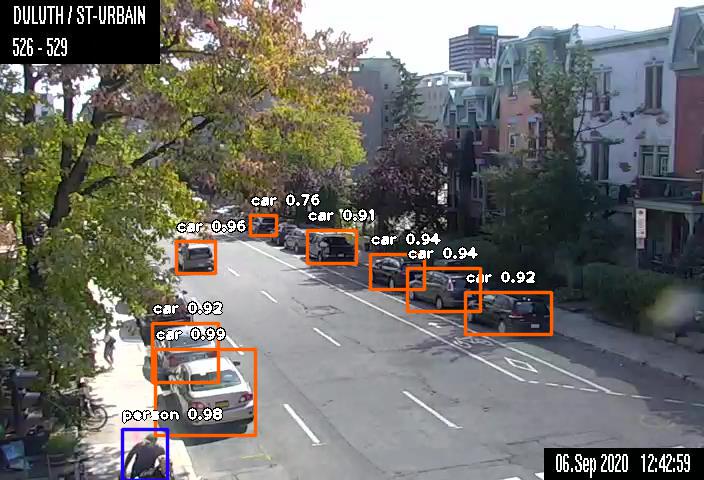 DULUTH / ST-URBAIN
526 - 529
car 0.76
car 0.96
car 0.91
car 0.94
car 0.94
car 0.92
car 0.92
car 0.99
person 0.98
06.Sep 2020 12:42:59